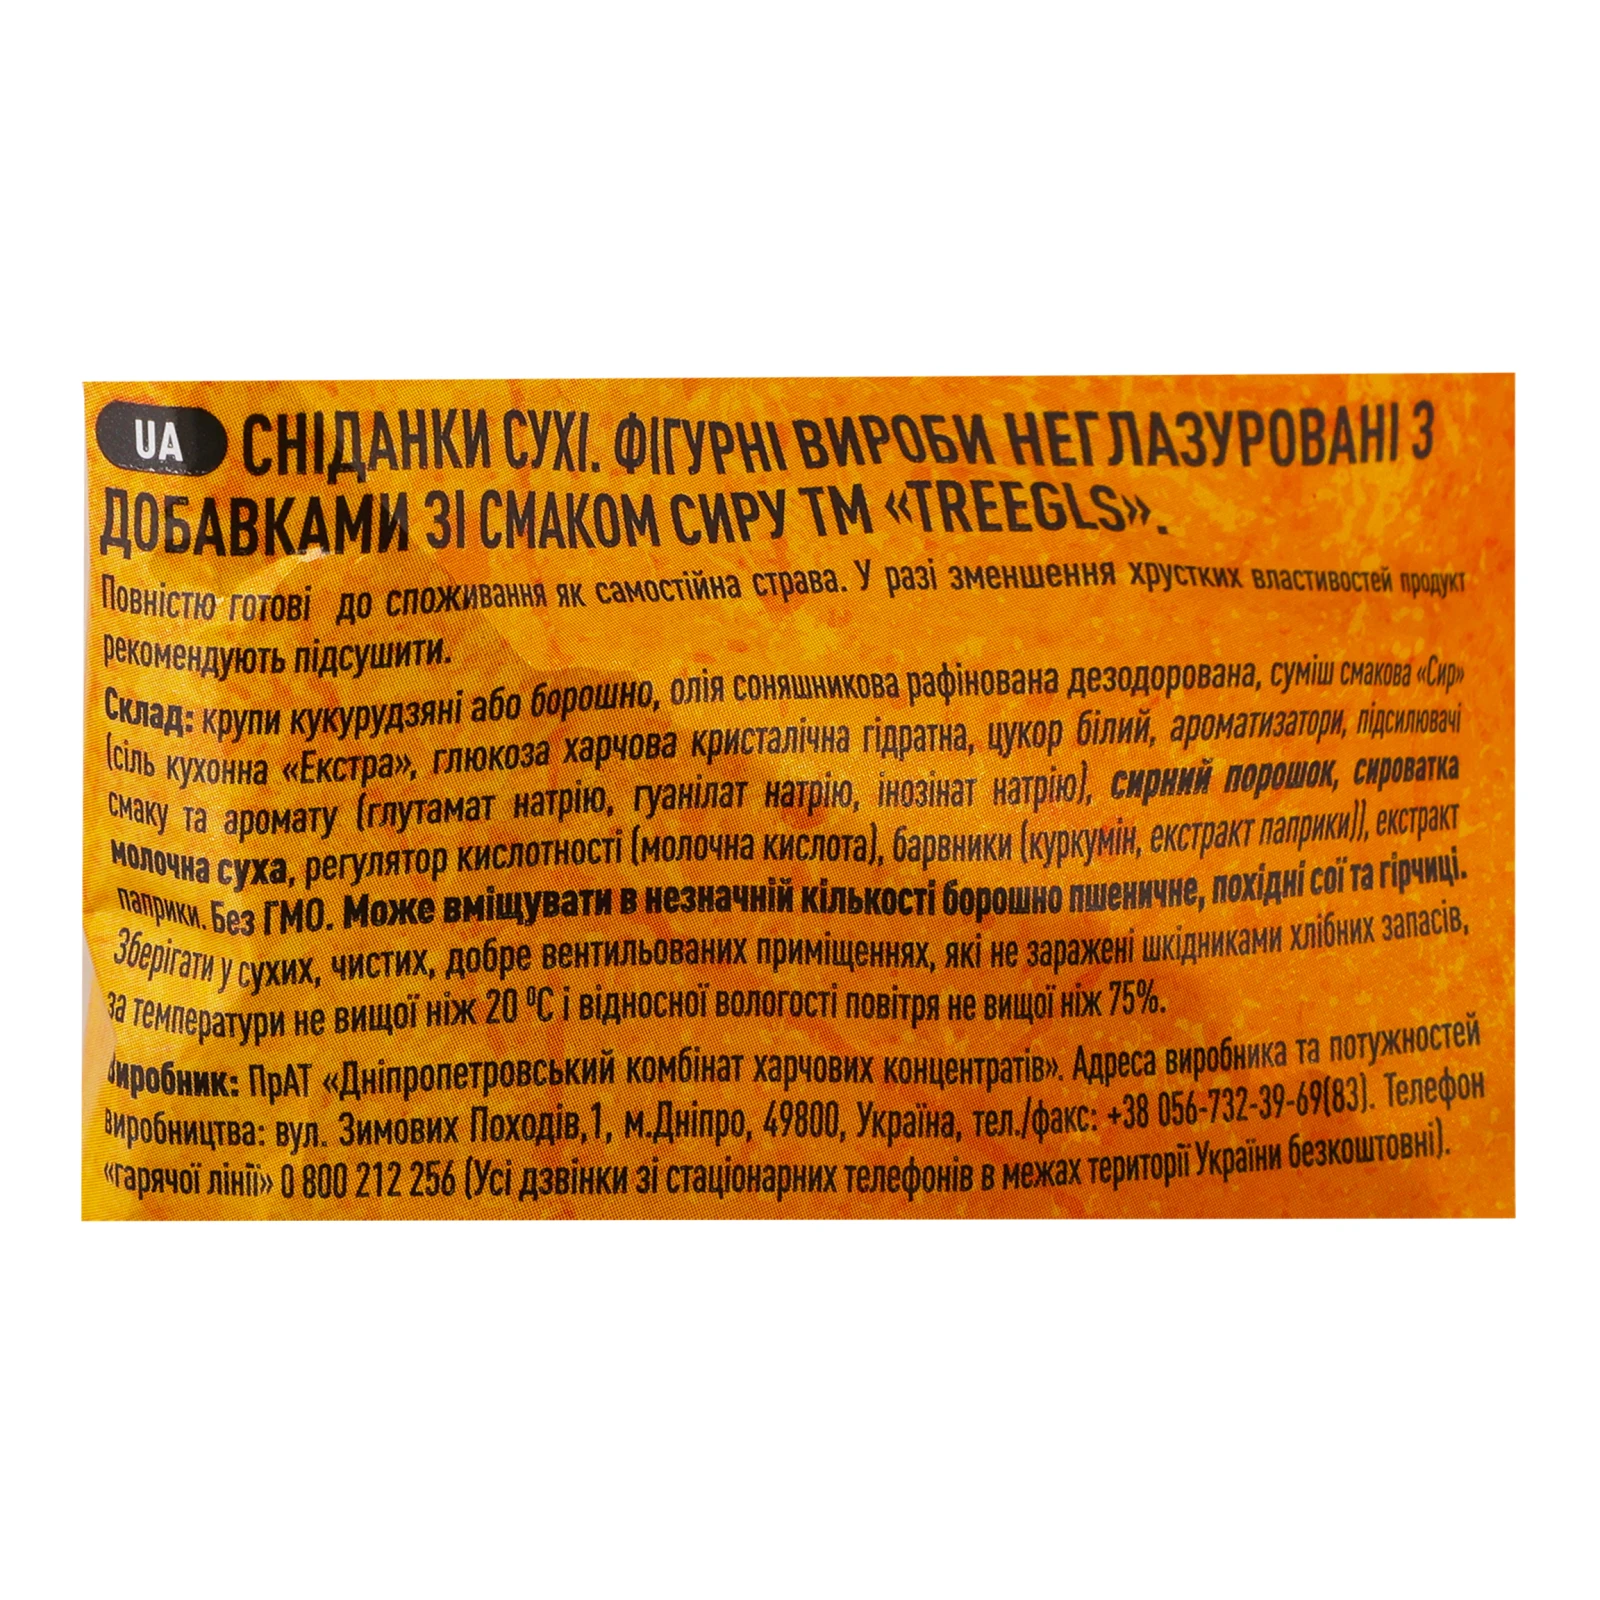 UA СНІДАНКИ СУХІ. ФІГУРНІ ВИРОБИ НЕГЛАЗУРОВАНІ З
ДОБАВКАМИ ЗІ СМАКОМ СИРУ ТМ «TREEGLS».
Повністю готові до споживання як самостійна страва. У разі зменшення хрустких властивостей продукт
рекомендують підсушити.
Склад: крупи кукурудзяні або борошно, олія соняшникова рафінована дезодорована, суміш смакова «Сир»
(сіль кухонна «Екстра», глюкоза харчова кристалічна гідратна, цукор білий, ароматизатори, підсилювачі
смаку та аромату (глутамат натрію, гуанілат натрію, інозінат натрію), сирний порошок, сироватка
молочна суха, регулятор кислотності (молочна кислота), барвники (куркумін, екстракт паприки)), екстракт
паприки. Без ГМО. Може вміщувати в незначній кількості борошно пшеничне, похідні сої та гірчиці.
Зберігати у сухих, чистих, добре вентильованих приміщеннях, які не заражені шкідниками хлібних запасів,
за температури не вищої ніж 20 ⁰С і відносної вологості повітря не вищої ніж 75%.
Виробник: ПрАТ «Дніпропетровський комбінат харчових концентратів». Адреса виробника та потужностей
виробництва: вул. Зимових Походів,1, м.Дніпро, 49800, Україна, тел./факс: +38 056-732-39-69(83). Телефон
«гарячої лінії» 0 800 212 256 (Усі дзвінки зі стаціонарних телефонів в межах території України безкоштовні).